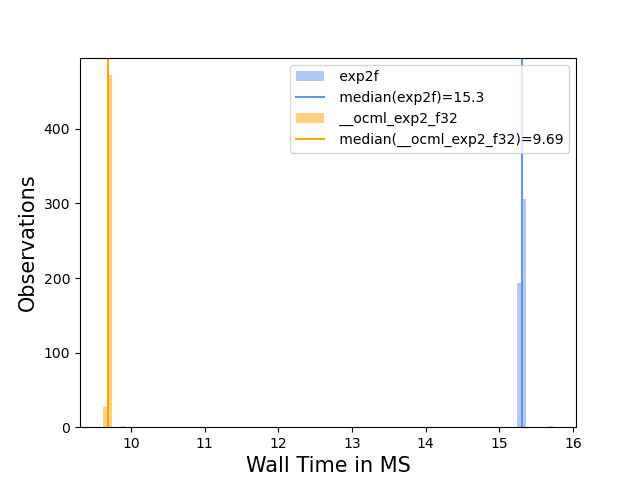 exp2f
median(exp2f)=15.3
__ocml_exp2_f32
median(__ocml_exp2_f32)=9.69
Observations
400
300
200
100
0
10 11 12 13 14 15 16
Wall Time in MS